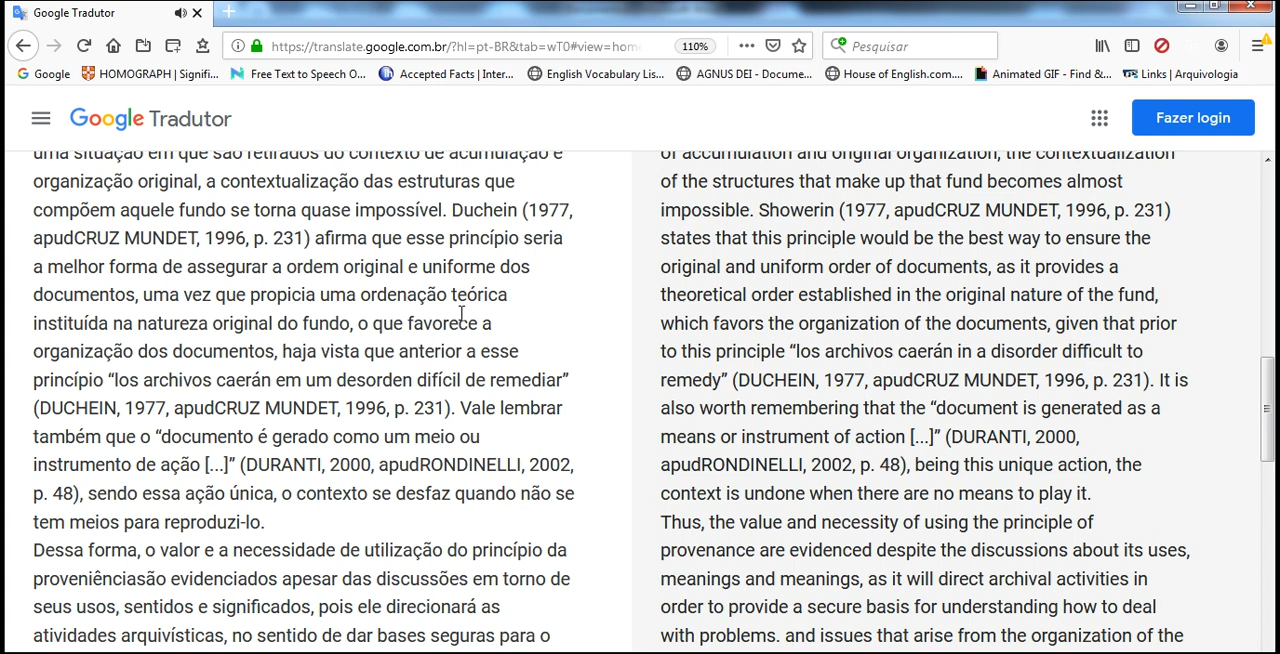 Google Tradutor
https://translate.google.com.br/?hl=pt-BR&tab=wT0#view=hom
110%
Pesquisar
Google
HOMOGRAPH | Signifi...
Free Text to Speech O...
Accepted Facts | Inter...
English Vocabulary Lis...
AGNUS DEI - Docume...
House of English.com....
Animated GIF - Find &...
Links | Arquivologia
Google Tradutor
Fazer login
uma situação em que são retirados do contexto de acumulação e
organização original, a contextualização das estruturas que
compõem aquele fundo se torna quase impossível. Duchein (1977,
apudCRUZ MUNDET, 1996, p. 231) afirma que esse princípio seria
a melhor forma de assegurar a ordem original e uniforme dos
documentos, uma vez que propicia uma ordenação teórica
instituída na natureza original do fundo, o que favorece a
organização dos documentos, haja vista que anterior a esse
princípio “los archivos caerán em um desorden difícil de remediar”
(DUCHEIN, 1977, apudCRUZ MUNDET, 1996, p. 231). Vale lembrar
também que o “documento é gerado como um meio ou
instrumento de ação [...]” (DURANTI, 2000, apudRONDINELLI, 2002,
p. 48), sendo essa ação única, o contexto se desfaz quando não se
tem meios para reproduzi-lo.
Dessa forma, o valor e a necessidade de utilização do princípio da
proveniênciasão evidenciados apesar das discussões em torno de
seus usos, sentidos e significados, pois ele direcionará as
atividades arquivísticas, no sentido de dar bases seguras para o
of accumulation and original organization, the contextualization
of the structures that make up that fund becomes almost
impossible. Showerin (1977, apudCRUZ MUNDET, 1996, p. 231)
states that this principle would be the best way to ensure the
original and uniform order of documents, as it provides a
theoretical order established in the original nature of the fund,
which favors the organization of the documents, given that prior
to this principle “los archivos caerán in a disorder difficult to
remedy” (DUCHEIN, 1977, apudCRUZ MUNDET, 1996, p. 231). It is
also worth remembering that the “document is generated as a
means or instrument of action [...]” (DURANTI, 2000,
apudRONDINELLI, 2002, p. 48), being this unique action, the
context is undone when there are no means to play it.
Thus, the value and necessity of using the principle of
provenance are evidenced despite the discussions about its uses,
meanings and meanings, as it will direct archival activities in
order to provide a secure basis for understanding how to deal
with problems. and issues that arise from the organization of the